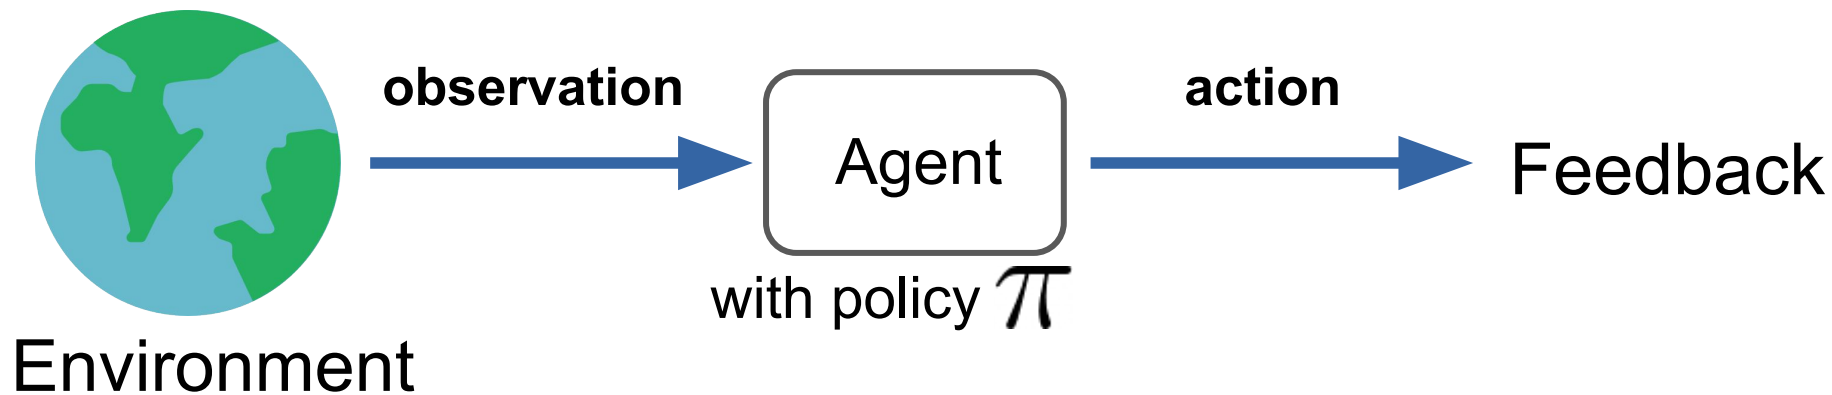 observation
action
Agent
Feedback
with policy π
Environment